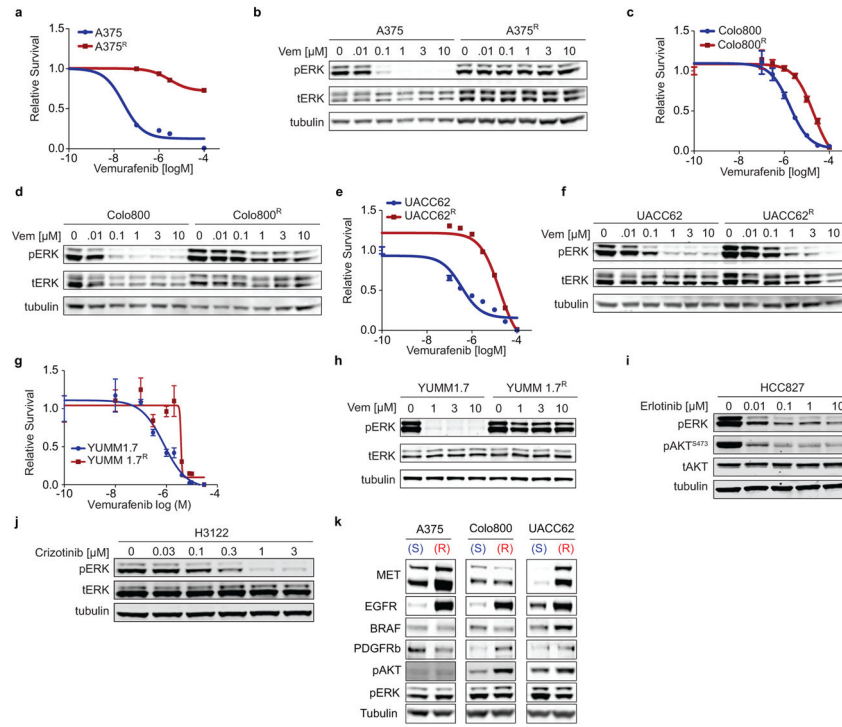 a
A375
A375R
Relative Survival
1.5
1.0
0.5
0.0
-10 -8 -6 -4
Vemurafenib [logM]
b
A375 A375R
Vem [μM] 0 .01 0.1 1 3 10 0 .01 0.1 1 3 10
pERK
tERK
tubulin
c
Colo800
Colo800R
Relative Survival
1.5
1.0
0.5
0.0
-10 -8 -6 -4
Vemurafenib [logM]
d
Colo800 Colo800R
Vem [μM] 0 .01 0.1 1 3 10 0 .01 0.1 1 3 10
pERK
tERK
tubulin
e
UACC62
UACC62R
Relative Survival
1.5
1.0
0.5
0.0
-10 -8 -6 -4
Vemurafenib [logM]
f
UACC62 UACC62R
Vem [μM] 0 .01 0.1 1 3 10 0 .01 0.1 1 3 10
pERK
tERK
tubulin
g
Relative Survival
1.5
1.0
0.5
0.0
YUMM1.7
YUMM 1.7R
-10 -8 -6 -4
Vemurafenib log (M)
h
YUMM1.7 YUMM 1.7R
Vem [μM] 0 1 3 10 0 1 3 10
pERK
tERK
tubulin
i
HCC827
Erlotinib [μM] 0 0.01 0.1 1 10
pERK
pAKTS473
tAKT
tubulin
j
H3122
Crizotinib [μM] 0 0.03 0.1 0.3 1 3
pERK
tERK
tubulin
k
A375 Colo800 UACC62
(S) (R) (S) (R) (S) (R)
MET
EGFR
BRAF
PDGFRb
pAKT
pERK
Tubulin